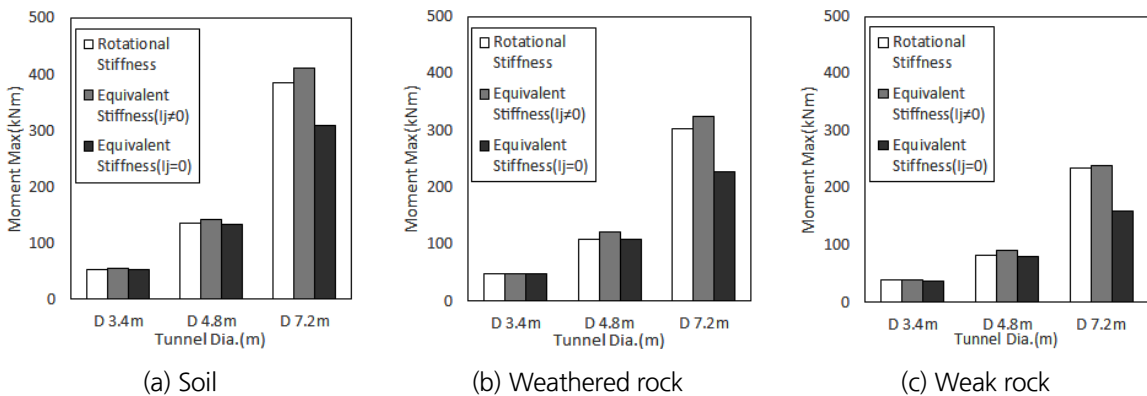 Moment Max(kNm)
500
400
300
200
100
0
Rotational
Stiffness
Equivalent
Stiffness(Ij≠0)
Equivalent
Stiffness(Ij=0)
D 3.4m D 4.8m D 7.2m
Tunnel Dia.(m)
(a) Soil
Moment Max(kNm)
500
400
300
200
100
0
Rotational
Stiffness
Equivalent
Stiffness(Ij≠0)
Equivalent
Stiffness(Ij=0)
D 3.4m D 4.8m D 7.2m
Tunnel Dia.(m)
(b) Weathered rock
Moment Max(kNm)
500
400
300
200
100
0
Rotational
Stiffness
Equivalent
Stiffness(Ij≠0)
Equivalent
Stiffness(Ij=0)
D 3.4m D 4.8m D 7.2m
Tunnel Dia.(m)
(c) Weak rock